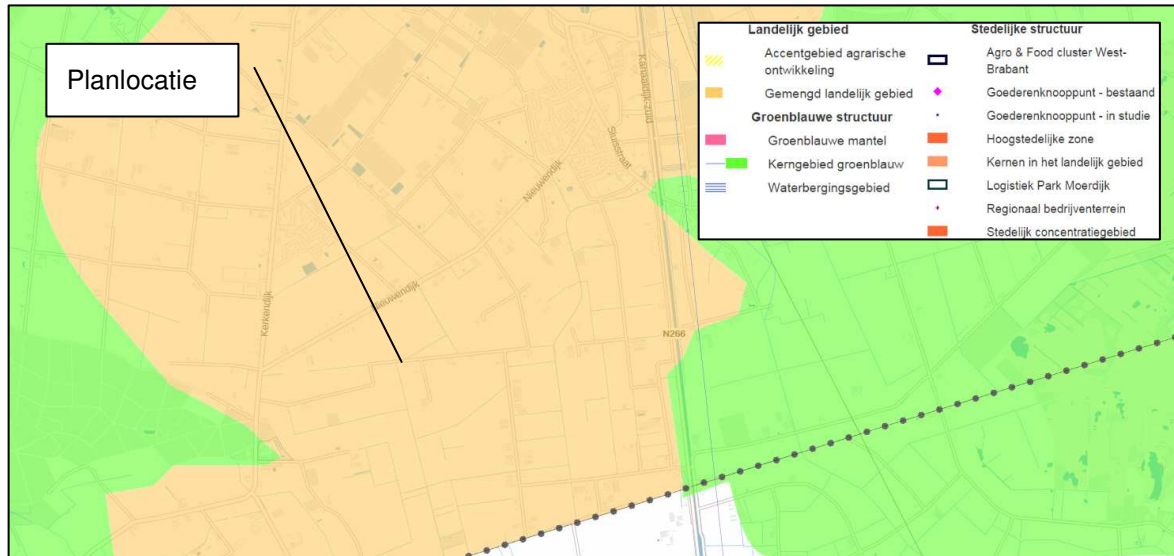 Planlocatie
Landelijk gebied
Accentgebied agrarische
ontwikkeling
Gemengd landelijk gebied
Groenblauwe structuur
Groenblauwe mantel
Kerngebied groenblauw
Waterbergingsgebied
Stedelijke structuur
Agro & Food cluster West-
Brabant
Goederenknooppunt - bestaand
Goederenknooppunt - in studie
Hoogstedelijke zone
Kernen in het landelijk gebied
Logistiek Park Moerdijk
Regionaal bedrijventerrein
Stedelijk concentratiegebied
Kanaaldijk-zuid
Sluisstraat
Nieuwendijk
Nieuwendijk
Kerkendijk
N266